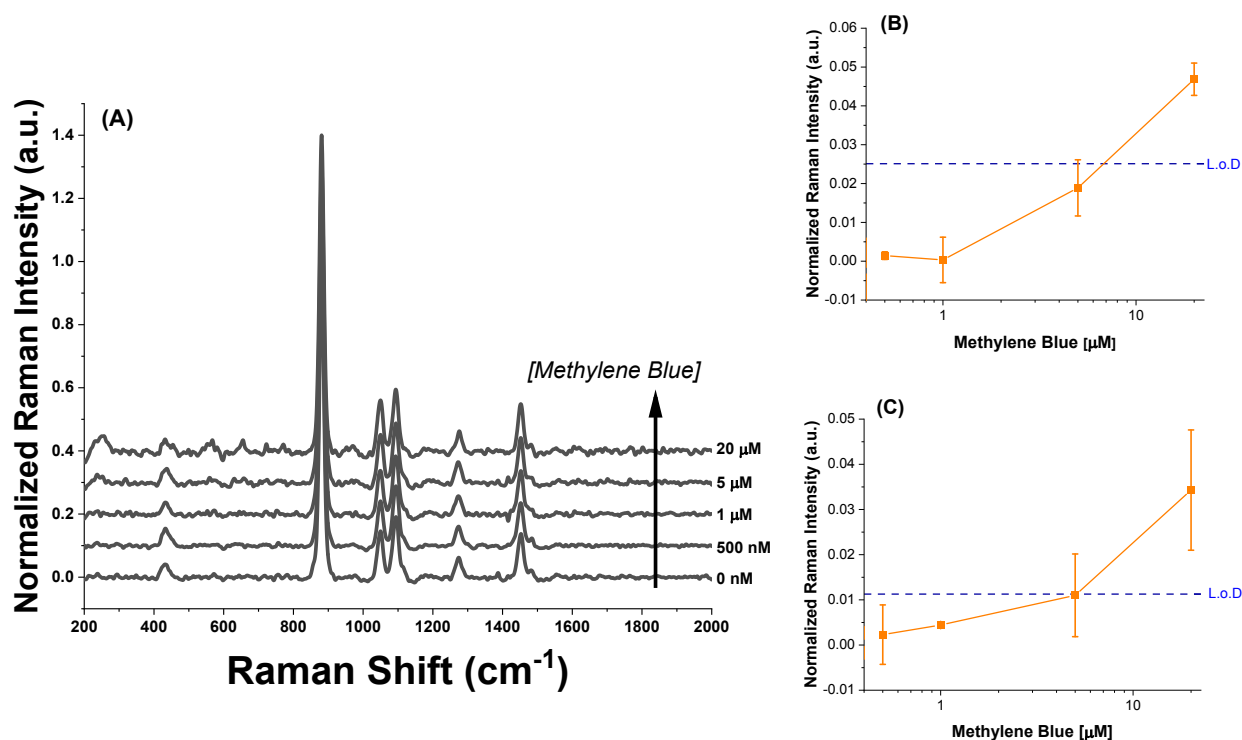 (A)
Normalized Raman Intensity (a.u.)
1.4
1.2
1.0
0.8
0.6
0.4
0.2
0.0
[Methylene Blue]
20 μM
5 μM
1 μM
500 nM
0 nM
200 400 600 800 1000 1200 1400 1600 1800 2000
Raman Shift (cm⁻¹)
(B)
Normalized Raman Intensity (a.u.)
0.06
0.05
0.04
0.03
0.02
0.01
0.00
-0.01
L.o.D
1 10
Methylene Blue [μM]
(C)
Normalized Raman Intensity (a.u.)
0.05
0.04
0.03
0.02
0.01
0.00
-0.01
L.o.D
1 10
Methylene Blue [μM]